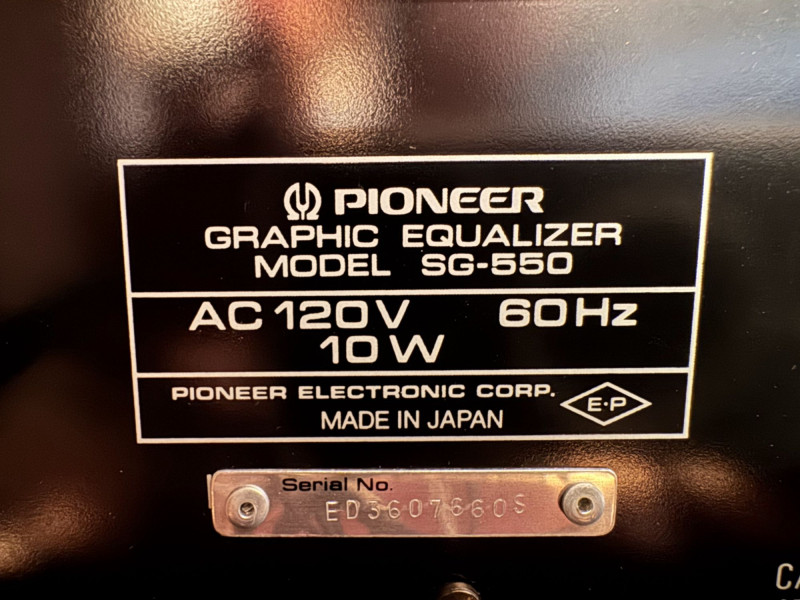 PIONEER
GRAPHIC EQUALIZER
MODEL SG-550
AC 120V 60Hz
10W
PIONEER ELECTRONIC CORP.
E·P
MADE IN JAPAN
Serial No.
ED3607660S